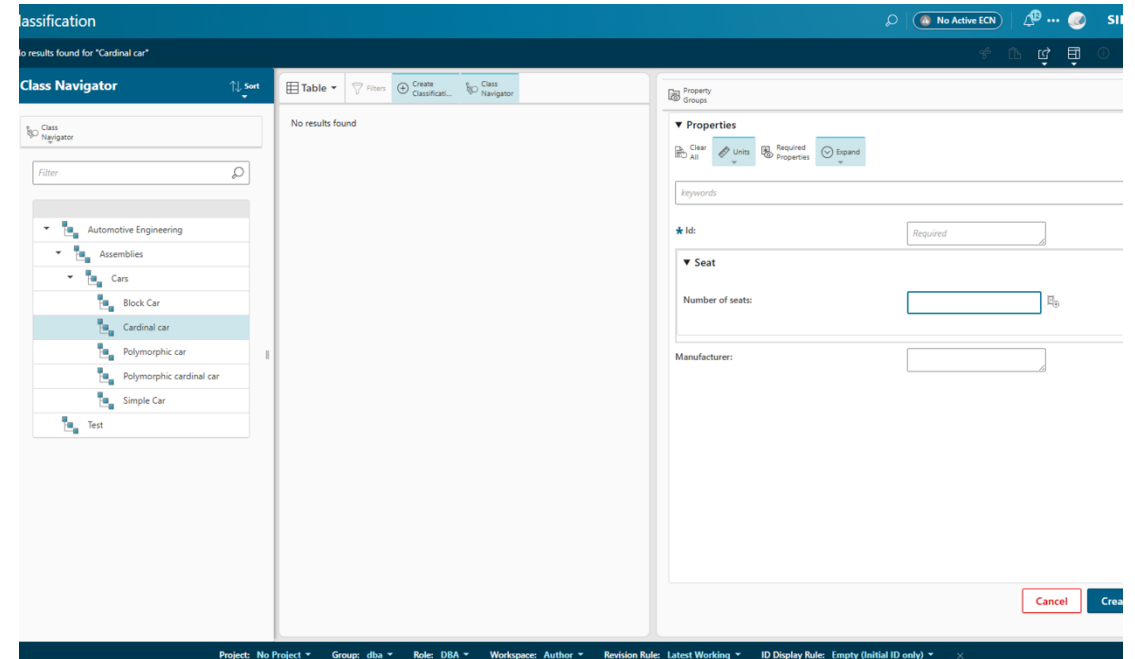 lassification
No Active ECN
13
SI
o results found for "Cardinal car"
Class Navigator
Sort
Class
Navigator
Filter
Automotive Engineering
Assemblies
Cars
Block Car
Cardinal car
Polymorphic car
Polymorphic cardinal car
Simple Car
Test
Table
Filters
Create
Classificati...
Class
Navigator
No results found
Property
Groups
Properties
Clear
All
Units
Required
Properties
Expand
keywords
* Id:
Required
Seat
Number of seats:
Manufacturer:
Cancel
Crea
Project: No Project Group: dba Role: DBA Workspace: Author Revision Rule: Latest Working ID Display Rule: Empty (Initial ID only)